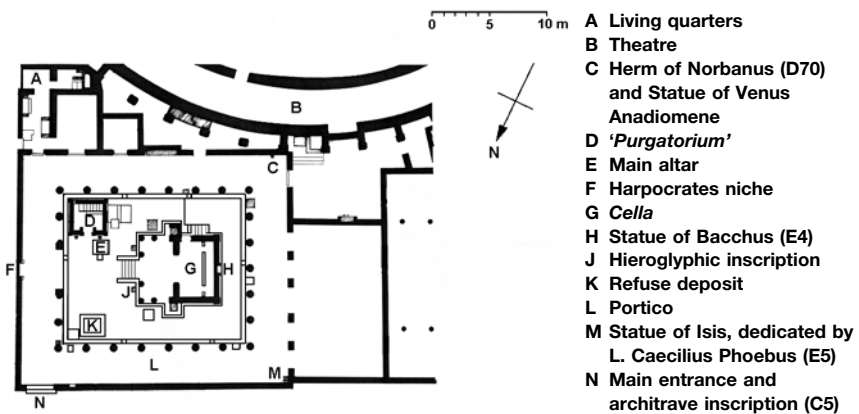 0 5 10 m
N
A
B
C
D
E
F
G
H
J
K
L
M
N
A Living quarters
B Theatre
C Herm of Norbanus (D70)
and Statue of Venus
Anadiomene
D ‘Purgatorium’
E Main altar
F Harpocrates niche
G Cella
H Statue of Bacchus (E4)
J Hieroglyphic inscription
K Refuse deposit
L Portico
M Statue of Isis, dedicated by
L. Caecilius Phoebus (E5)
N Main entrance and
architrave inscription (C5)